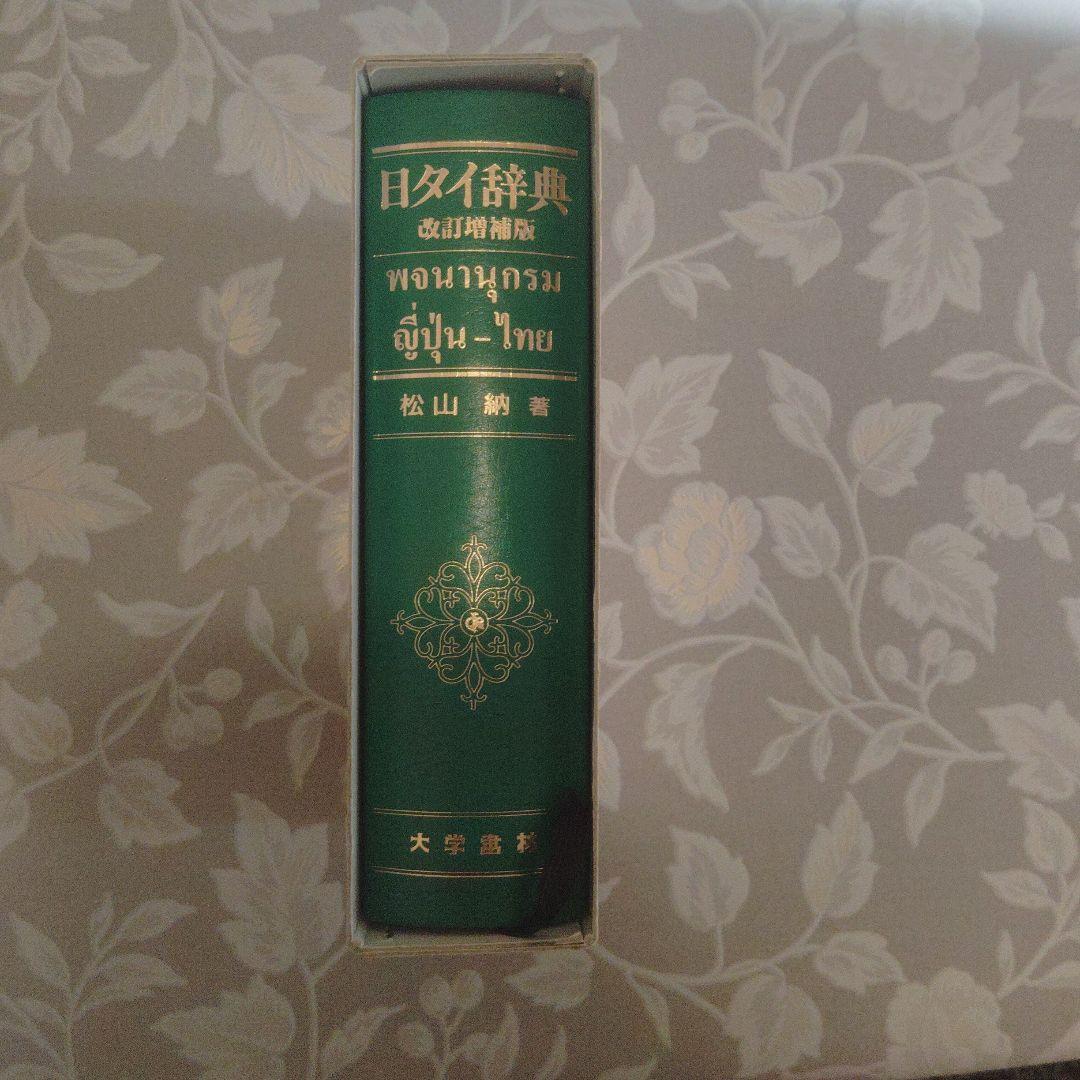 日タイ辞典
改訂増補版
พจนานุกรม
ญี่ปุ่น-ไทย
松山 納 著
大学書林